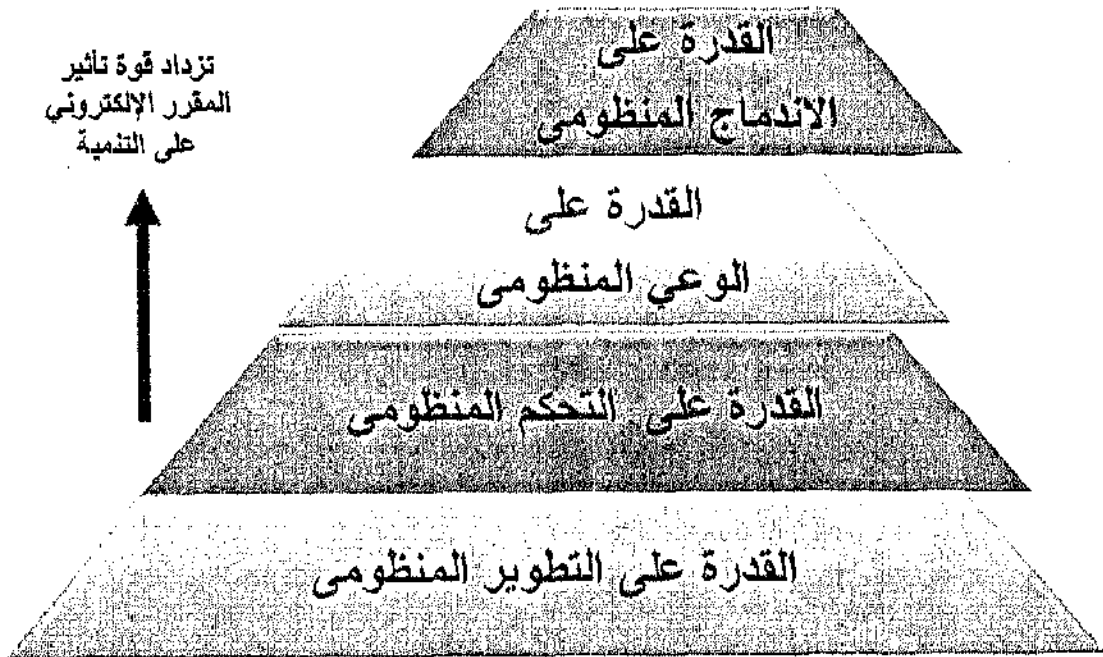 تزداد قوة تأثير
المقرر الإلكتروني
على التنمية
القدرة على
الاندماج المنظومى
القدرة على
الوعي المنظومى
القدرة على التحكم المنظومى
القدرة على التطوير المنظومى